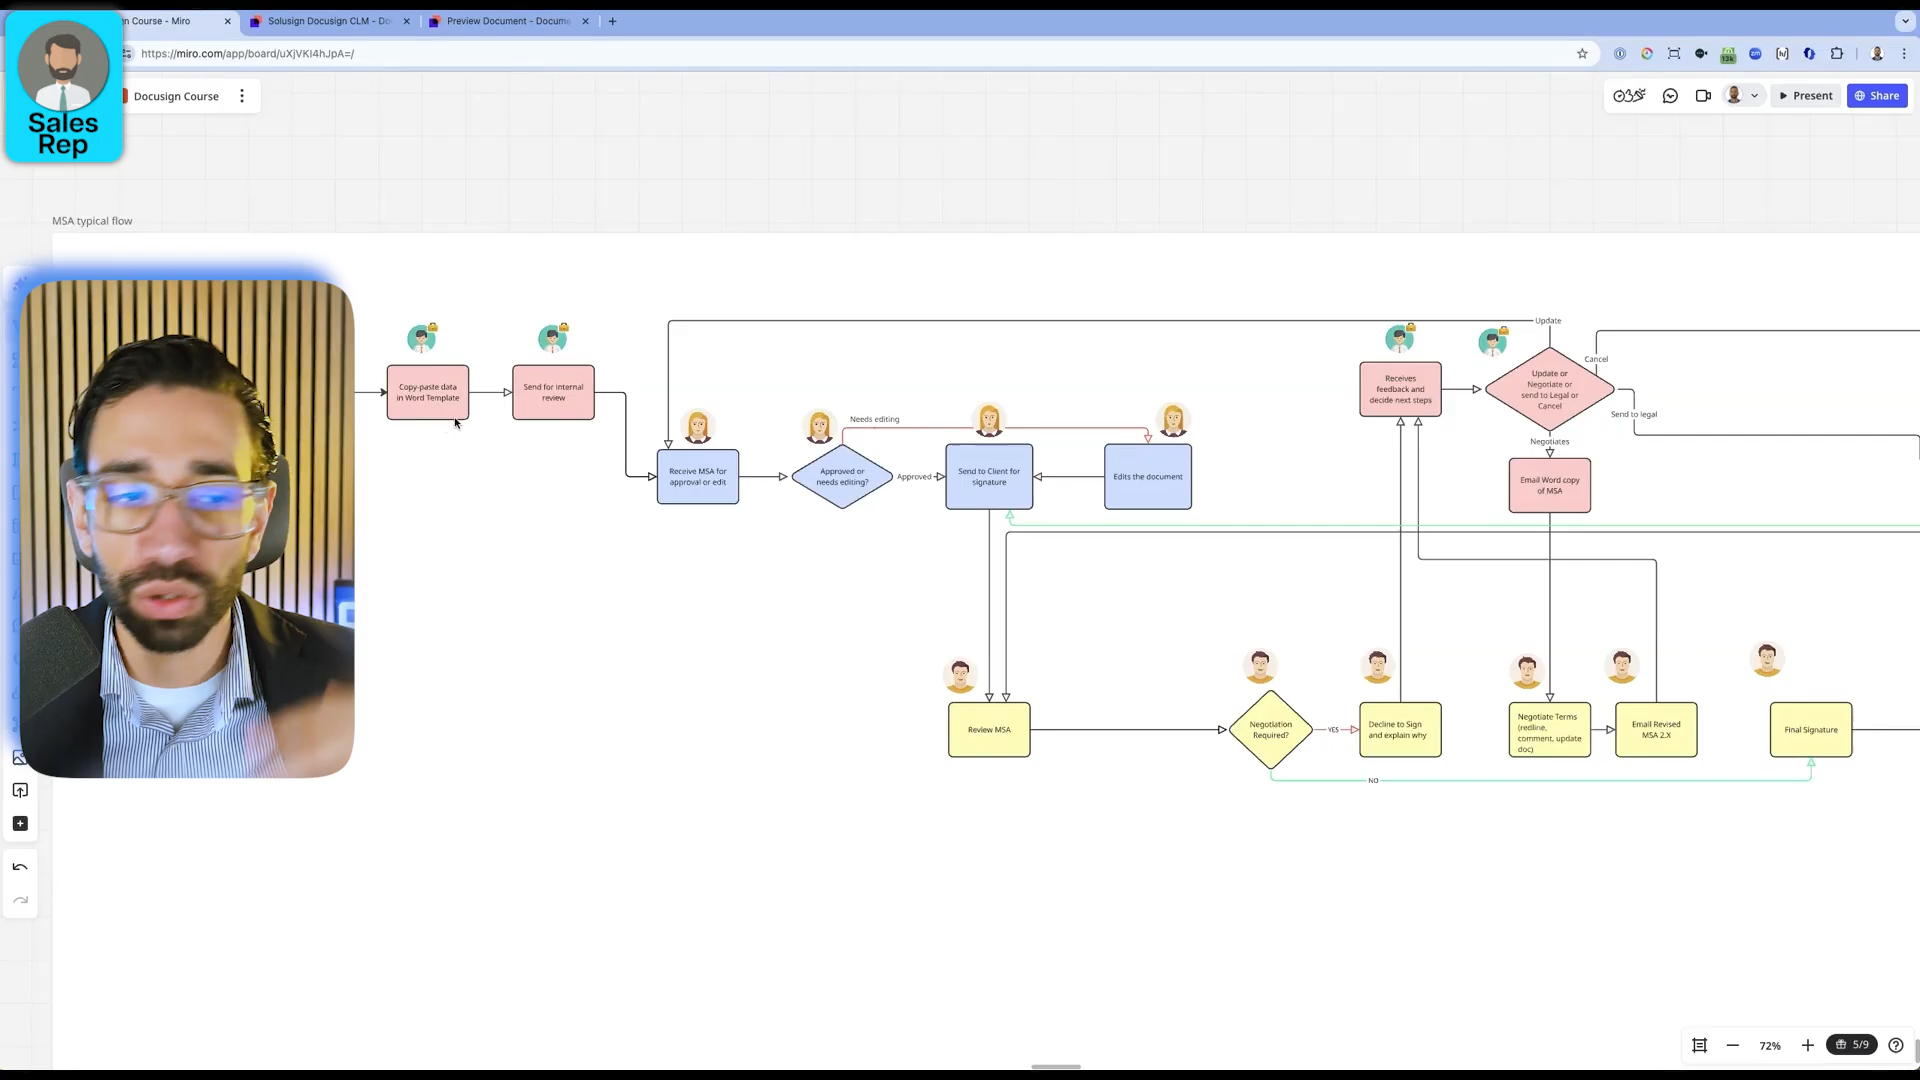 n Course - Miro
Solusign Docusign CLM - Do
Preview Document - Docume
https://miro.com/app/board/uXjVKI4hJpA=/
Sales
Rep
Docusign Course
Present
Share
13k
zm
MSA typical flow
Copy-paste data
in Word Template
Send for internal
review
Receive MSA for
approval or edit
Approved or
needs editing?
Needs editing
Approved
Send to Client for
signature
Edits the document
Receives
feedback and
decide next steps
Update
Update or
Negotiate or
send to Legal or
Cancel
Cancel
Send to legal
Negotiates
Email Word copy
of MSA
Review MSA
Negotiation
Required?
YES
Decline to Sign
and explain why
Negotiate Terms
(redline,
comment, update
doc)
Email Revised
MSA 2.X
Final Signature
NO
72%
5/9